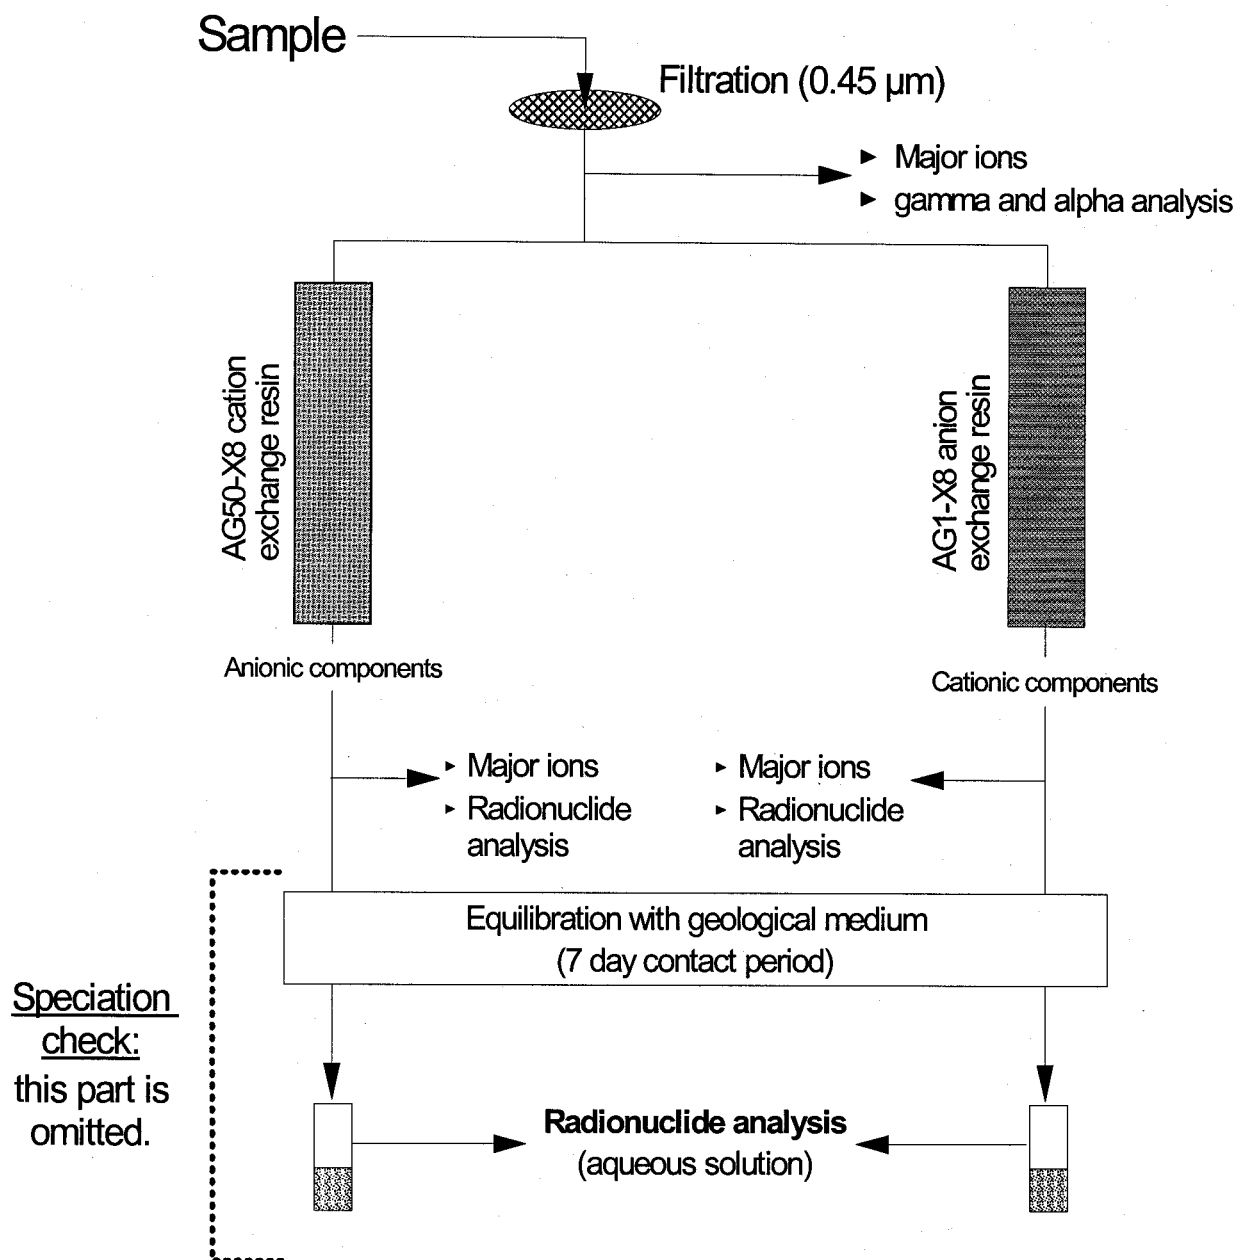 Sample
Filtration (0.45 µm)
► Major ions
► gamma and alpha analysis
AG50-X8 cation
exchange resin
AG1-X8 anion
exchange resin
Anionic components
Cationic components
► Major ions
► Radionuclide
analysis
► Major ions
► Radionuclide
analysis
Equilibration with geological medium
(7 day contact period)
Speciation
check:
this part is
omitted.
Radionuclide analysis
(aqueous solution)